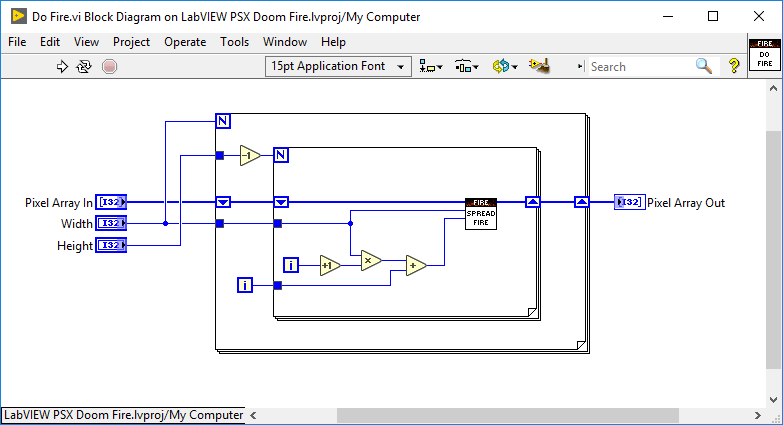 Do Fire.vi Block Diagram on LabVIEW PSX Doom Fire.lvproj/My Computer
File Edit View Project Operate Tools Window Help
15pt Application Font
Search
?
FIRE
DO
FIRE
N
-1
N
Pixel Array In
[I32]
FIRE
SPREAD
FIRE
[I32]
Pixel Array Out
Width
I32
Height
I32
i
+1
x
+
i
LabVIEW PSX Doom Fire.lvproj/My Computer